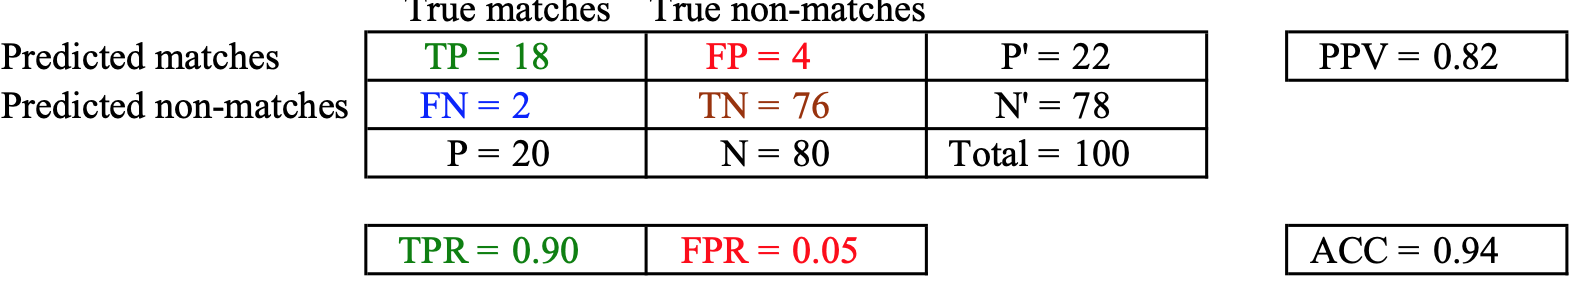 True matches True non-matches
Predicted matches TP = 18 FP = 4 P' = 22 PPV = 0.82
Predicted non-matches FN = 2 TN = 76 N' = 78
P = 20 N = 80 Total = 100
TPR = 0.90 FPR = 0.05 ACC = 0.94